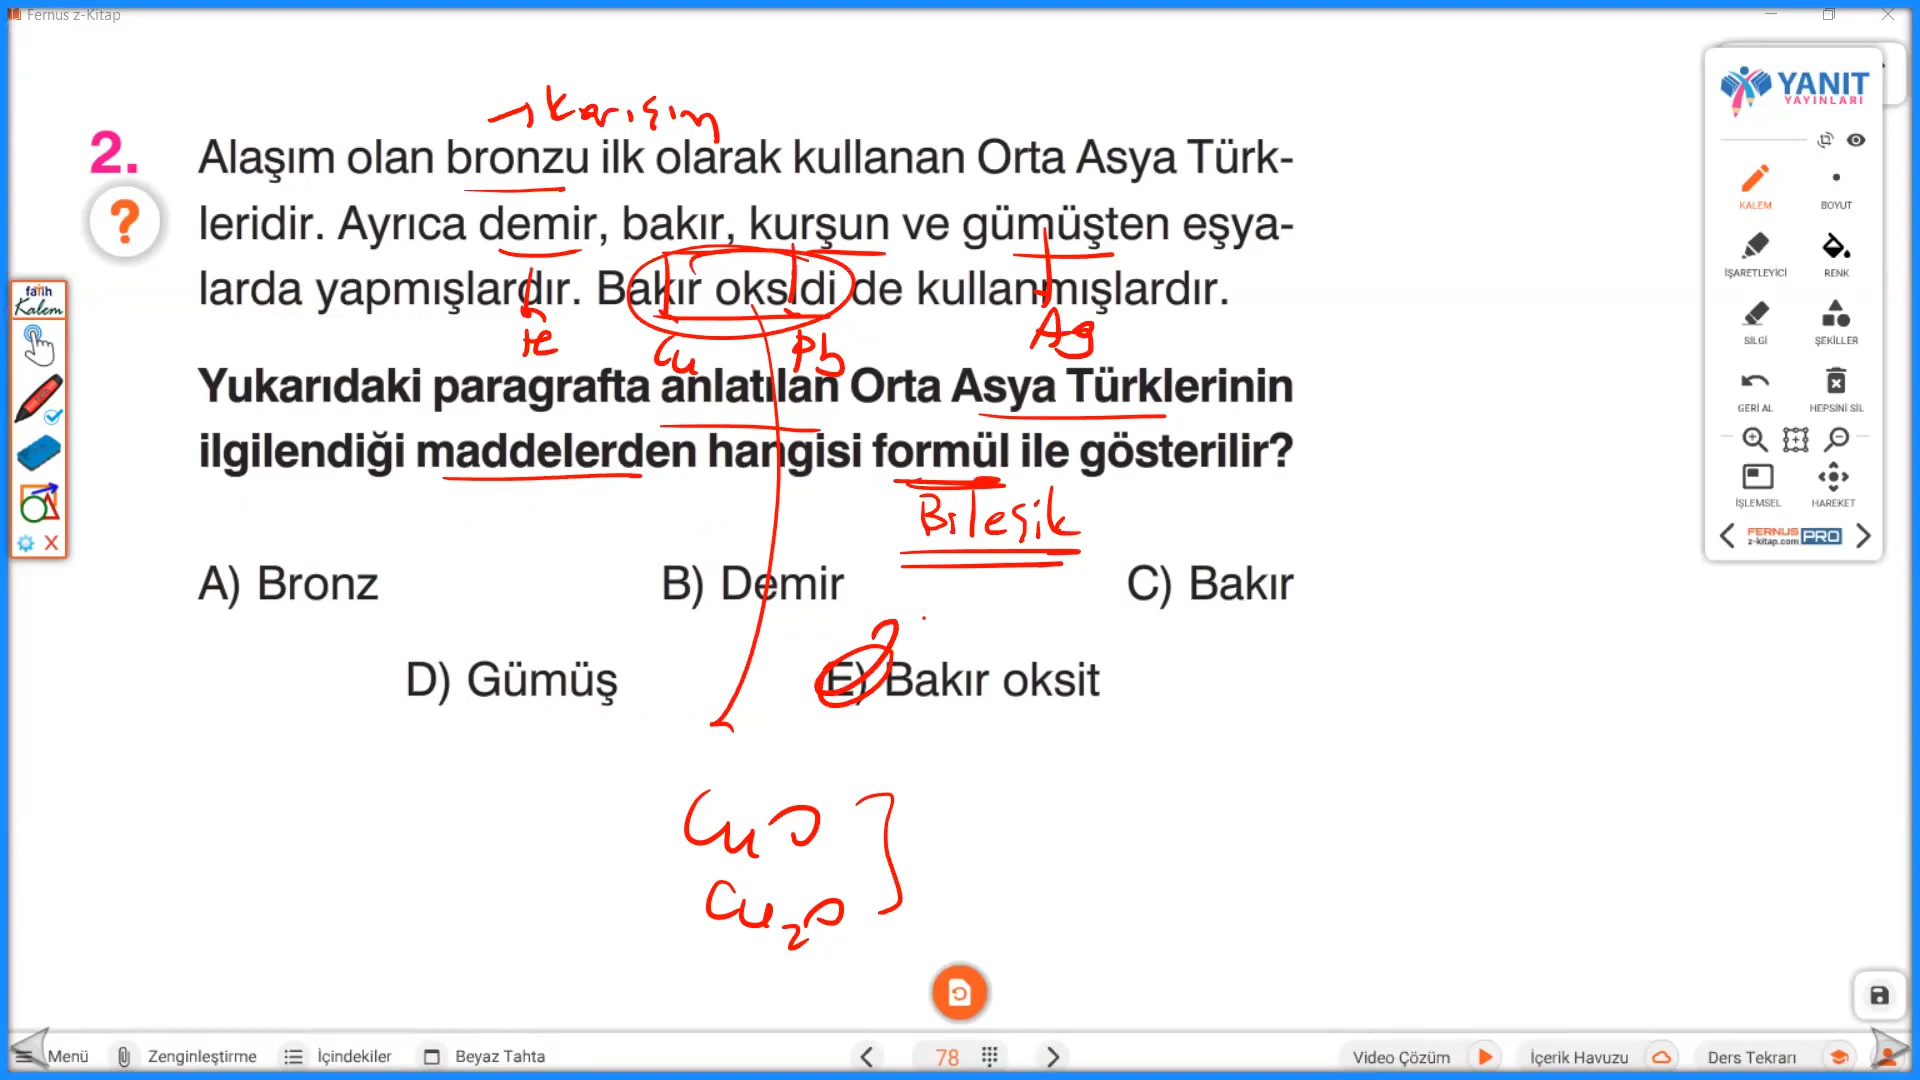 Fernus z-Kitap
YANIT
YAYINLARI
karışım
2. Alaşım olan bronzu ilk olarak kullanan Orta Asya Türk-
leridir. Ayrıca demir, bakır, kurşun ve gümüşten eşya-
larda yapmışlardır. Bakır oksidi de kullanmışlardır.
?
Fe Cu Pb Ag
Yukarıdaki paragrafta anlatılan Orta Asya Türklerinin
ilgilendiği maddelerden hangisi formül ile gösterilir?
Bileşik
A) Bronz B) Demir C) Bakır
D) Gümüş E) Bakır oksit
CuO
Cu2O
fatih
Kalem
KALEM BOYUT
İŞARETLEYİCİ RENK
SİLGİ ŞEKİLLER
GERİ AL HEPSİNİ SİL
İŞLEMSEL HAREKET
FERNUS
z-kitap.com PRO
Menü Zenginleştirme İçindekiler Beyaz Tahta 78 Video Çözüm İçerik Havuzu Ders Tekrarı